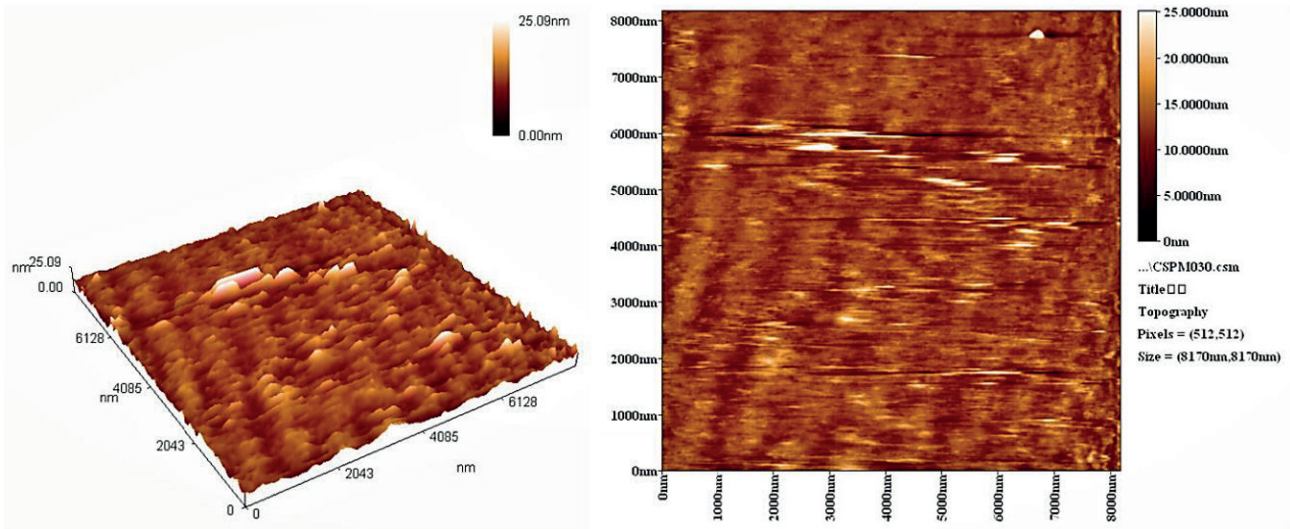 25.09nm
0.00nm
nm 25.09
0.00
6128
4085
nm
2043
0
0
2043
4085
nm
6128
8000nm
7000nm
6000nm
5000nm
4000nm
3000nm
2000nm
1000nm
0nm
0nm
1000nm
2000nm
3000nm
4000nm
5000nm
6000nm
7000nm
8000nm
25.0000nm
20.0000nm
15.0000nm
10.0000nm
5.0000nm
0nm
...\CSPM030.csm
Title□□
Topography
Pixels = (512,512)
Size = (8170nm,8170nm)